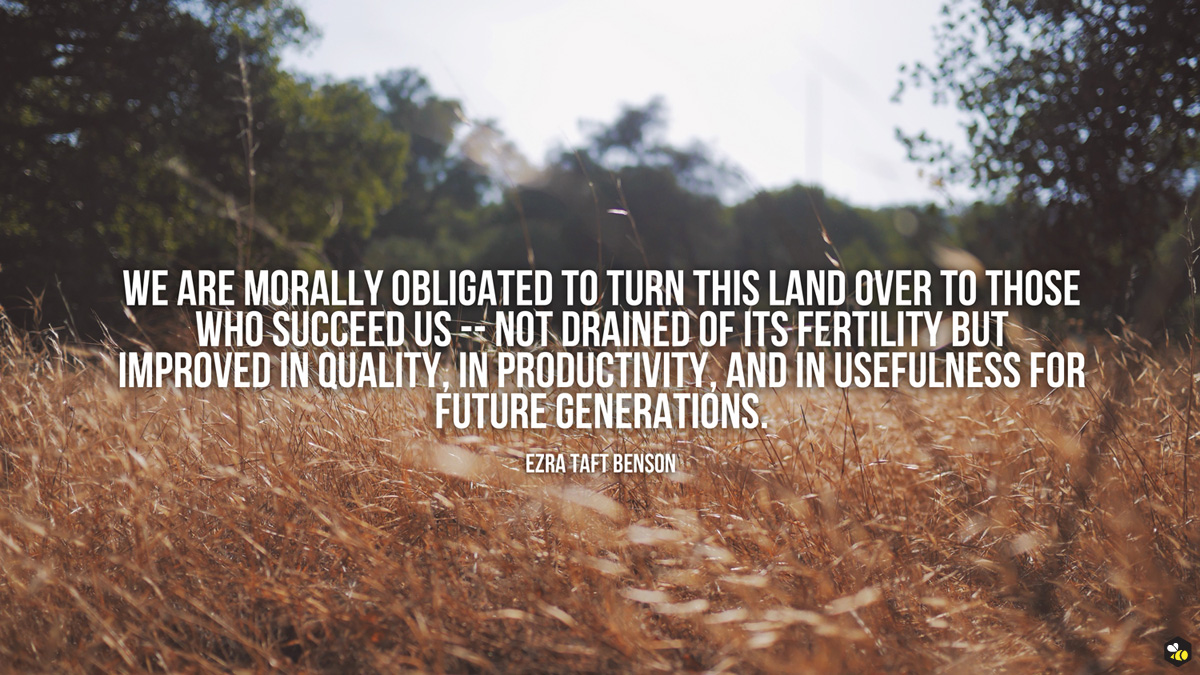 WE ARE MORALLY OBLIGATED TO TURN THIS LAND OVER TO THOSE
WHO SUCCEED US -- NOT DRAINED OF ITS FERTILITY BUT
IMPROVED IN QUALITY, IN PRODUCTIVITY, AND IN USEFULNESS FOR
FUTURE GENERATIONS.
EZRA TAFT BENSON